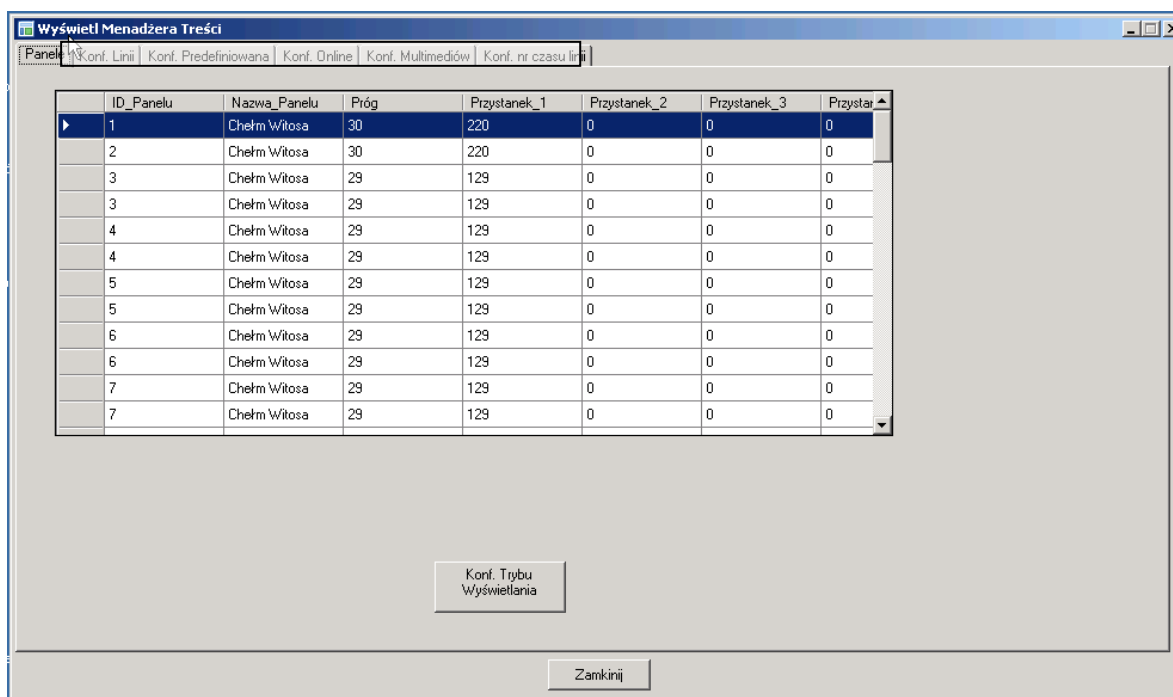 Wyświetl Menadżera Treści
Panele Konf. Linii Konf. Predefiniowana Konf. Online Konf. Multimediów Konf. nr czasu linii
ID_Panelu Nazwa_Panelu Próg Przystanek_1 Przystanek_2 Przystanek_3 Przystan
1 Chełm Witosa 30 220 0 0 0
2 Chełm Witosa 30 220 0 0 0
3 Chełm Witosa 29 129 0 0 0
3 Chełm Witosa 29 129 0 0 0
4 Chełm Witosa 29 129 0 0 0
4 Chełm Witosa 29 129 0 0 0
5 Chełm Witosa 29 129 0 0 0
5 Chełm Witosa 29 129 0 0 0
6 Chełm Witosa 29 129 0 0 0
6 Chełm Witosa 29 129 0 0 0
7 Chełm Witosa 29 129 0 0 0
7 Chełm Witosa 29 129 0 0 0
Konf. Trybu
Wyświetlania
Zamkinij